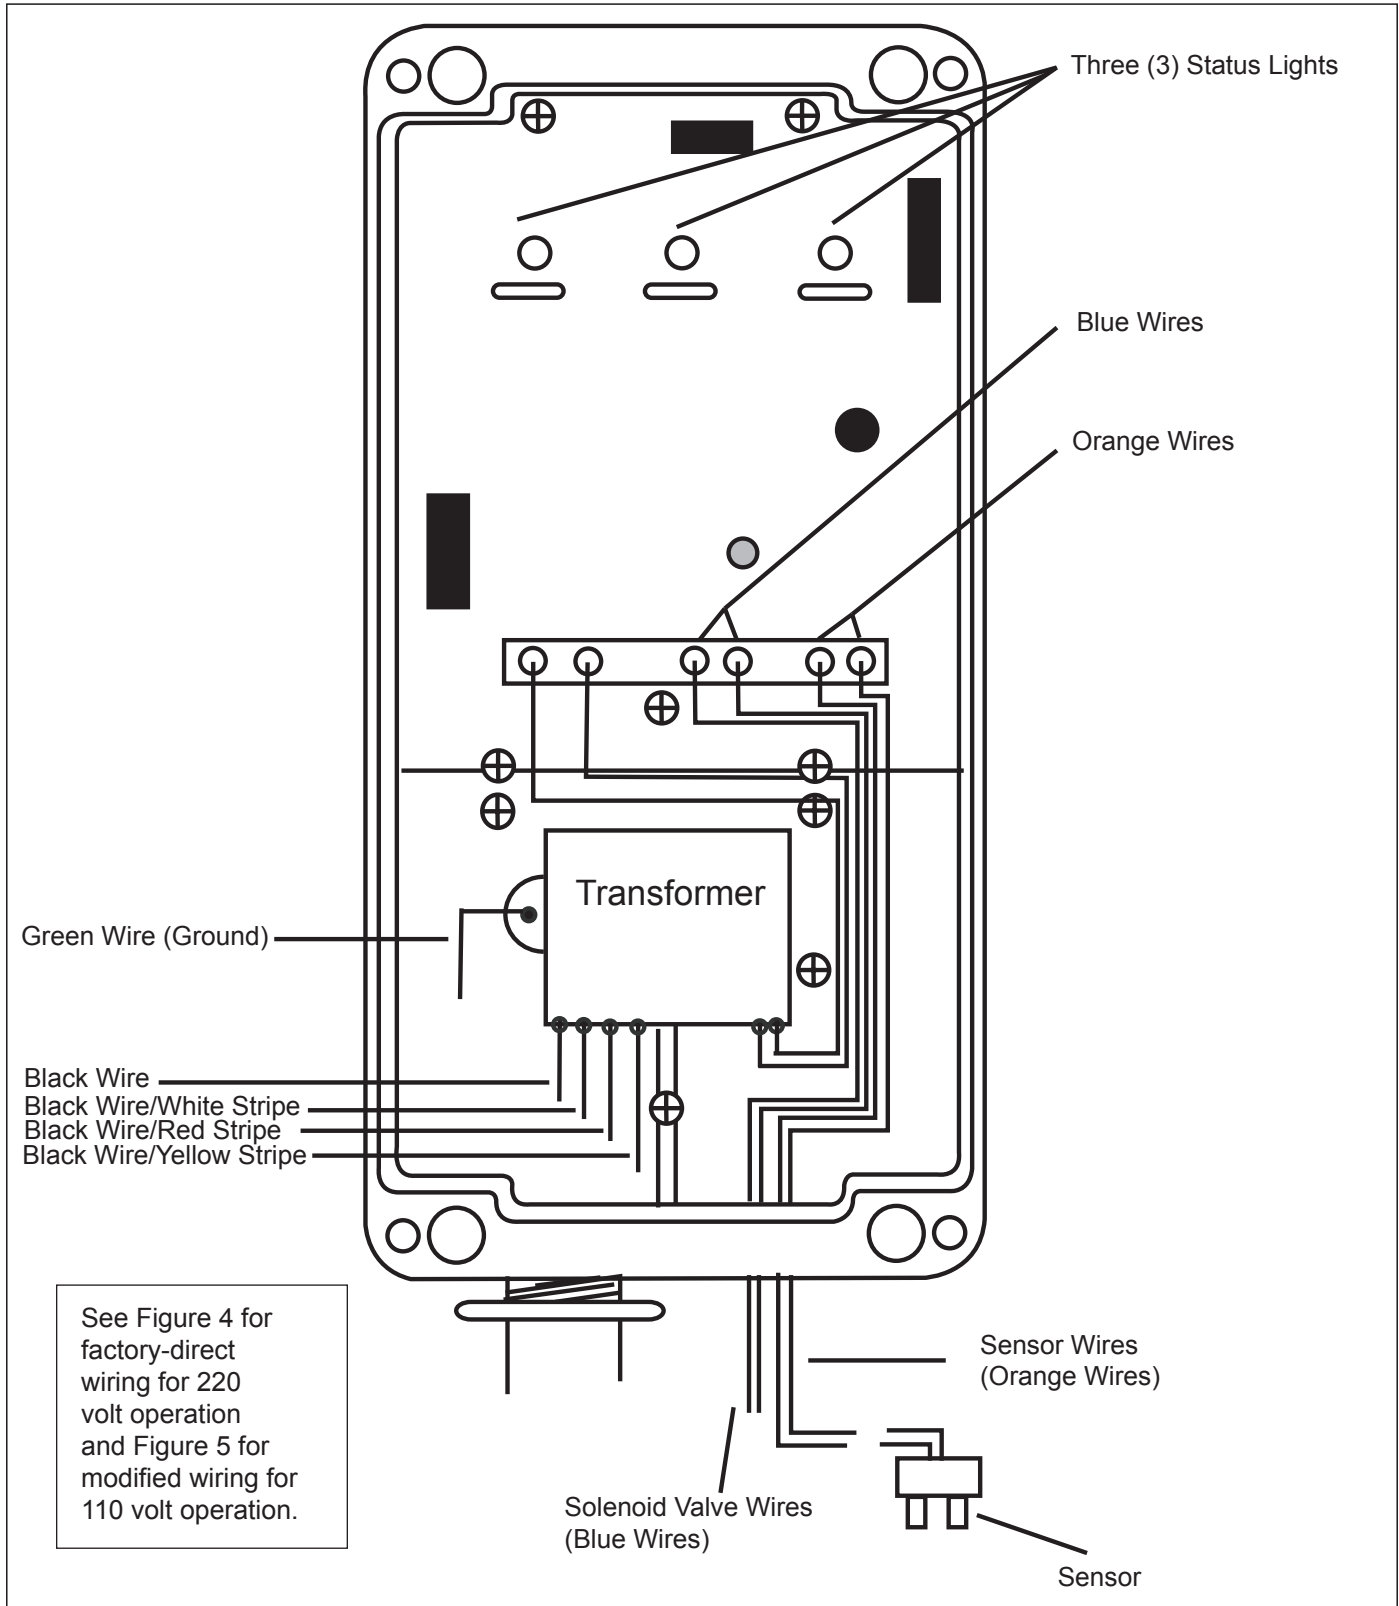 Three (3) Status Lights
Blue Wires
Orange Wires
Transformer
Green Wire (Ground)
Black Wire
Black Wire/White Stripe
Black Wire/Red Stripe
Black Wire/Yellow Stripe
See Figure 4 for
factory-direct
wiring for 220
volt operation
and Figure 5 for
modified wiring for
110 volt operation.
Sensor Wires
(Orange Wires)
Solenoid Valve Wires
(Blue Wires)
Sensor